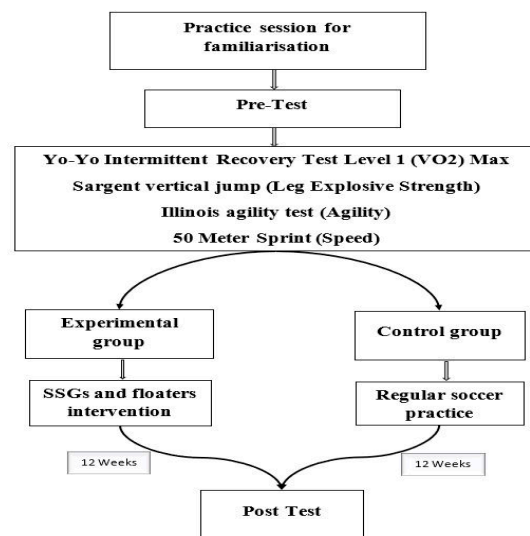 Practice session for
familiarisation
Pre-Test
Yo-Yo Intermittent Recovery Test Level 1 (VO2) Max
Sargent vertical jump (Leg Explosive Strength)
Illinois agility test (Agility)
50 Meter Sprint (Speed)
Experimental
group
Control group
SSGs and floaters
intervention
Regular soccer
practice
12 Weeks
12 Weeks
Post Test